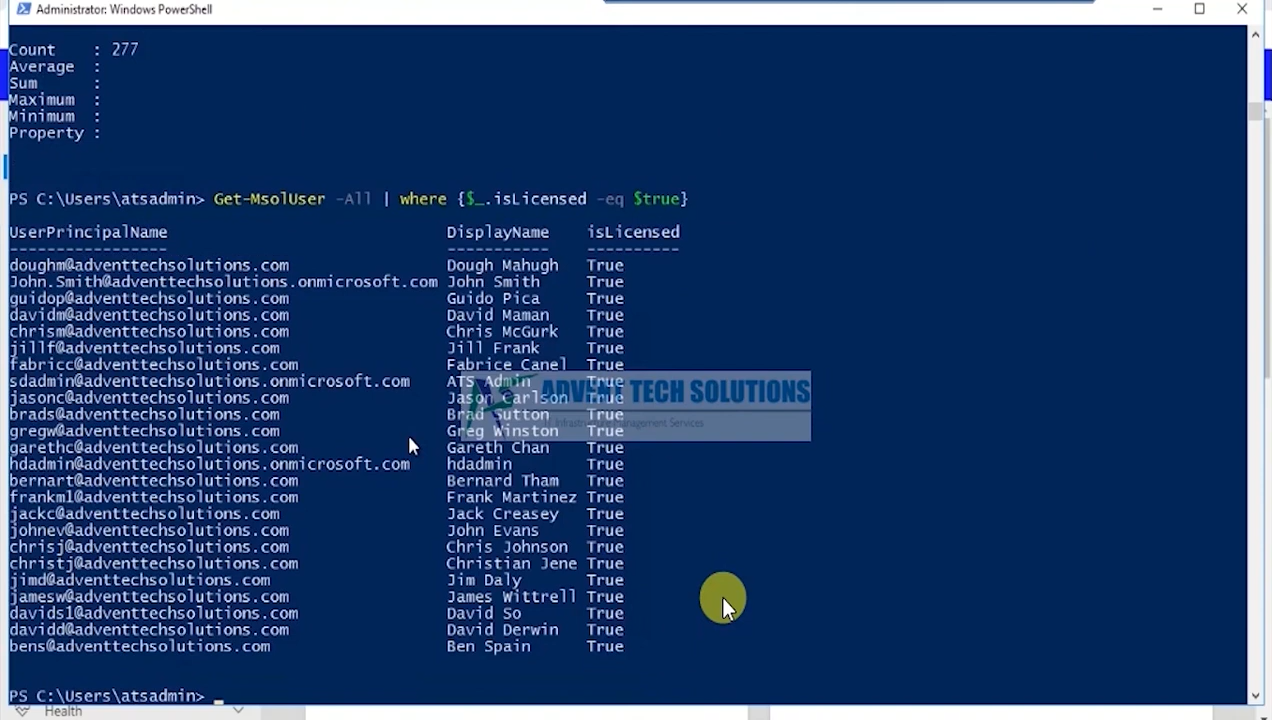 Administrator: Windows PowerShell
Count : 277
Average :
Sum :
Maximum :
Minimum :
Property :
PS C:\Users\atsadmin> Get-MsolUser -All | where {$_.isLicensed -eq $true}
UserPrincipalName DisplayName isLicensed
----------------- ----------- ----------
doughm@adventtechsolutions.com Dough Mahugh True
John.Smith@adventtechsolutions.onmicrosoft.com John Smith True
guidop@adventtechsolutions.com Guido Pica True
davidm@adventtechsolutions.com David Maman True
chrism@adventtechsolutions.com Chris McGurk True
jillf@adventtechsolutions.com Jill Frank True
fabricc@adventtechsolutions.com Fabrice Canel True
sdadmin@adventtechsolutions.onmicrosoft.com ATS Admin True
jasonc@adventtechsolutions.com Jason Carlson True
ADVENT TECH SOLUTIONS
brads@adventtechsolutions.com Brad Sutton True
IT Infrastructure Management Services
gregw@adventtechsolutions.com Greg Winston True
garethc@adventtechsolutions.com Gareth Chan True
hdadmin@adventtechsolutions.onmicrosoft.com hdadmin True
bernart@adventtechsolutions.com Bernard Tham True
frankml@adventtechsolutions.com Frank Martinez True
jackc@adventtechsolutions.com Jack Creasey True
johnev@adventtechsolutions.com John Evans True
chrisj@adventtechsolutions.com Chris Johnson True
christj@adventtechsolutions.com Christian Jene True
jimd@adventtechsolutions.com Jim Daly True
jamesw@adventtechsolutions.com James Wittrell True
davids1@adventtechsolutions.com David So True
davidd@adventtechsolutions.com David Derwin True
bens@adventtechsolutions.com Ben Spain True
PS C:\Users\atsadmin> _
Health